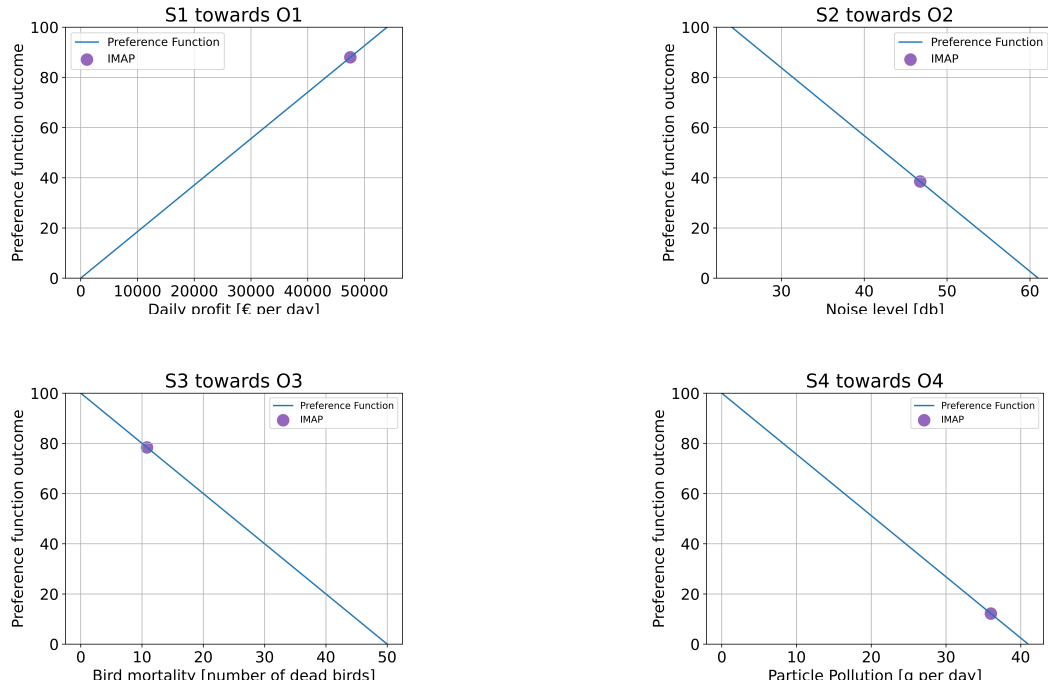 S1 towards O1
Preference function outcome
100
80
60
40
20
0
Preference Function
IMAP
0 10000 20000 30000 40000 50000
Daily profit [€ per day]
S2 towards O2
Preference function outcome
100
80
60
40
20
0
Preference Function
IMAP
30 40 50 60
Noise level [db]
S3 towards O3
Preference function outcome
100
80
60
40
20
0
Preference Function
IMAP
0 10 20 30 40 50
Bird mortality [number of dead birds]
S4 towards O4
Preference function outcome
100
80
60
40
20
0
Preference Function
IMAP
0 10 20 30 40
Particle Pollution [g per day]